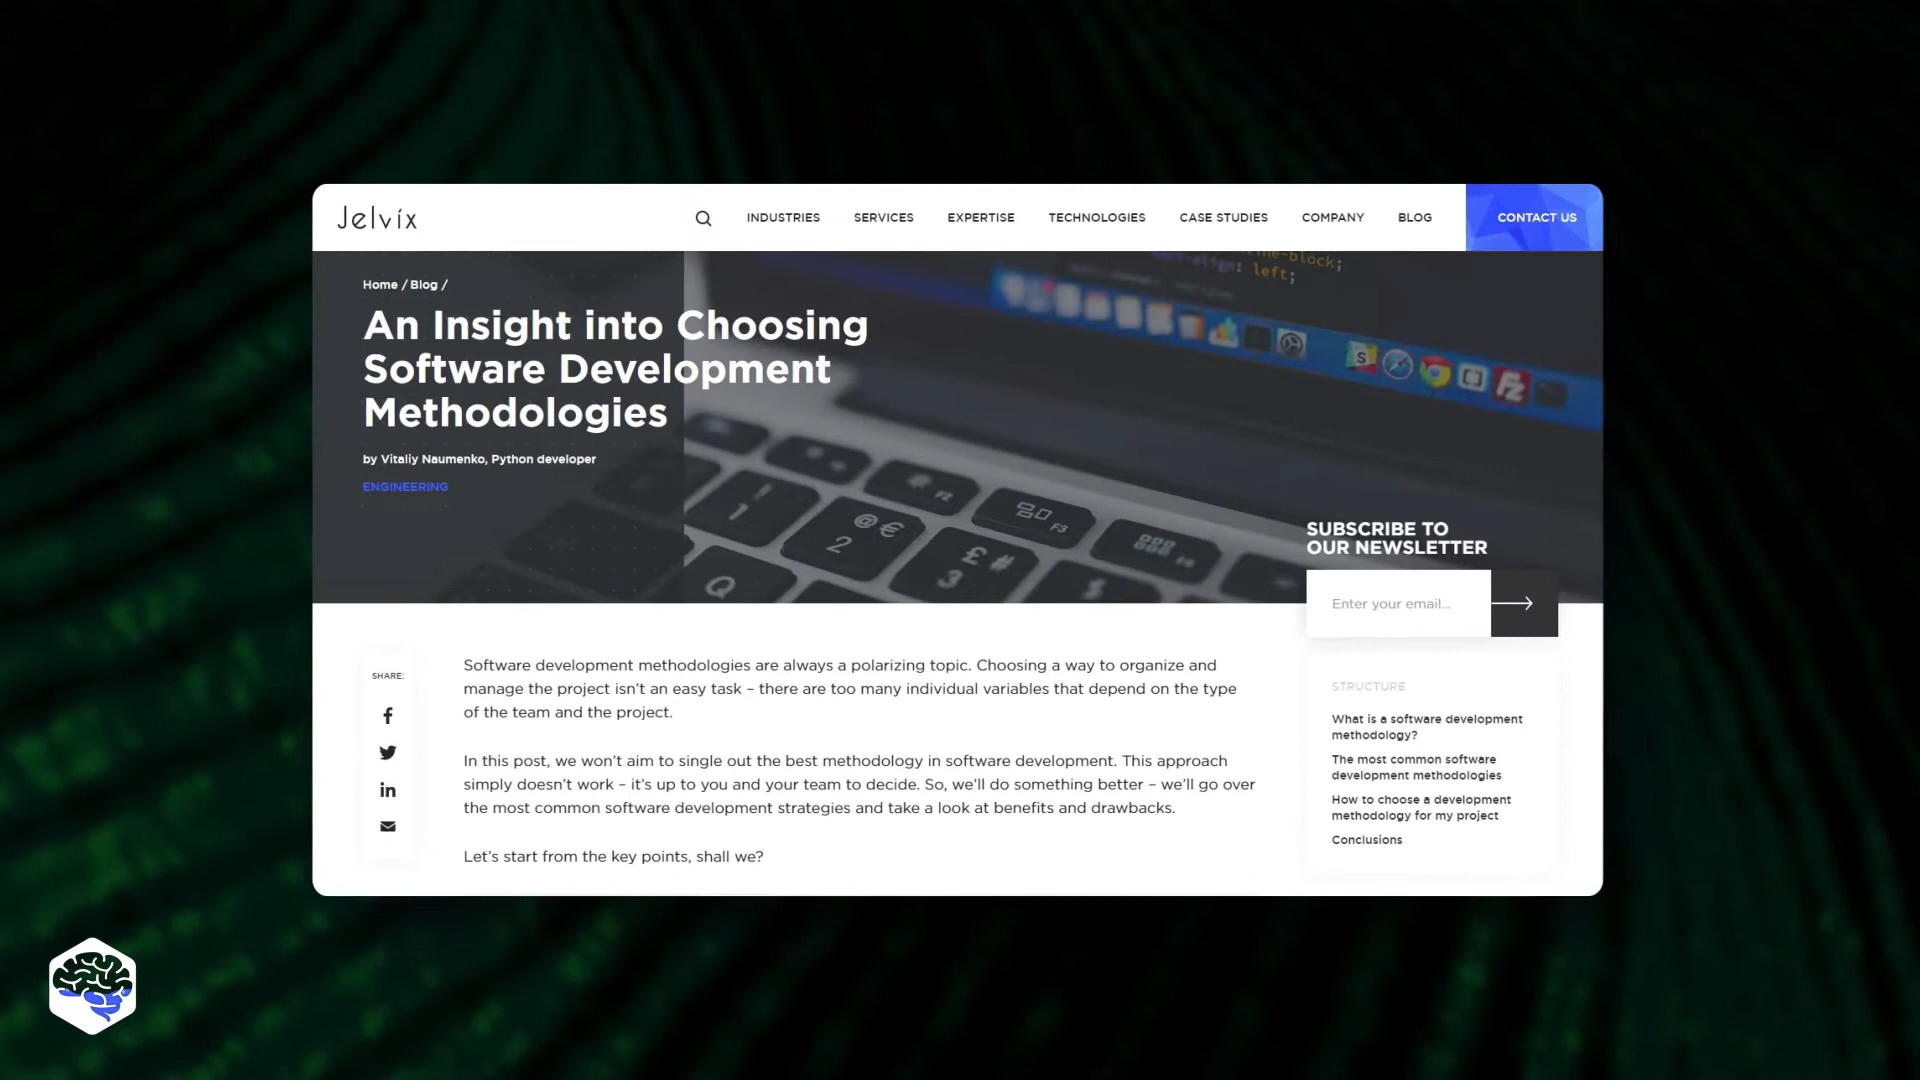 Jelvix
INDUSTRIES
SERVICES
EXPERTISE
TECHNOLOGIES
CASE STUDIES
COMPANY
BLOG
CONTACT US
Home / Blog /
An Insight into Choosing
Software Development
Methodologies
by Vitaliy Naumenko, Python developer
ENGINEERING
left;
@ €
2
F2
F3
£ #
3
$
!
1
Q
F4
S
Fz
SUBSCRIBE TO
OUR NEWSLETTER
Enter your email...
SHARE:
Software development methodologies are always a polarizing topic. Choosing a way to organize and
manage the project isn’t an easy task – there are too many individual variables that depend on the type
of the team and the project.
In this post, we won’t aim to single out the best methodology in software development. This approach
simply doesn’t work – it’s up to you and your team to decide. So, we’ll do something better – we’ll go over
the most common software development strategies and take a look at benefits and drawbacks.
Let’s start from the key points, shall we?
STRUCTURE
What is a software development
methodology?
The most common software
development methodologies
How to choose a development
methodology for my project
Conclusions